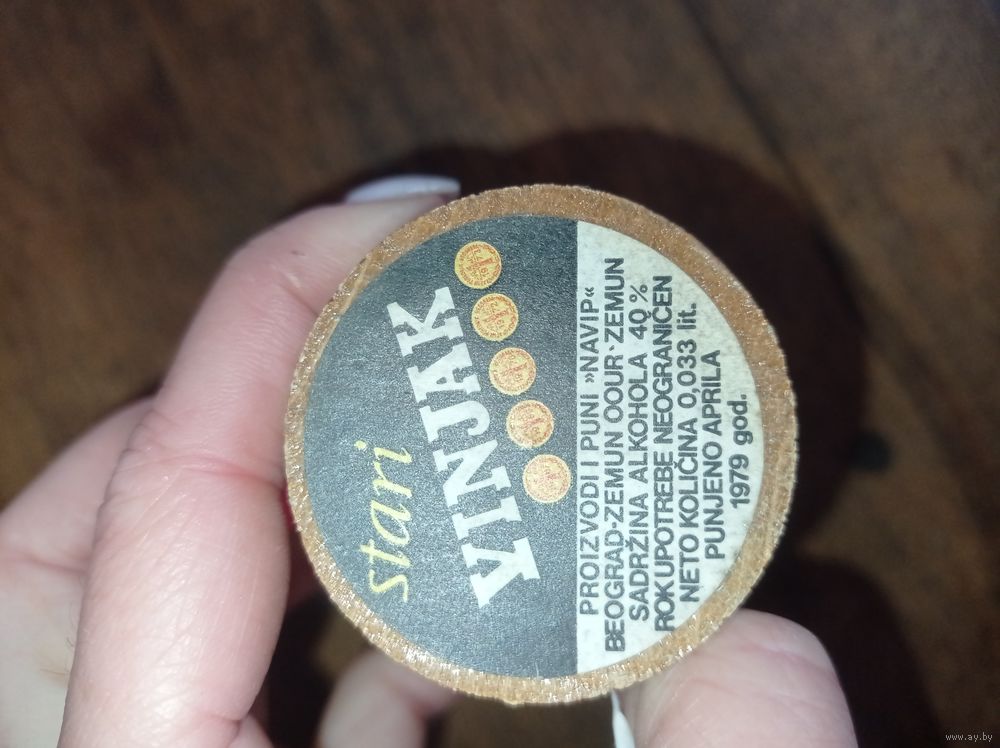 stari
VINJAK
PROIZVODI I PUNI »NAVIP«
BEOGRAD-ZEMUN OOUR-ZEMUN
SADRŽINA ALKOHOLA 40 %
ROK UPOTREBE NEOGRANIČEN
NETO KOLIČINA 0,033 lit.
PUNJENO APRILA
1979 god.
www.ay.by